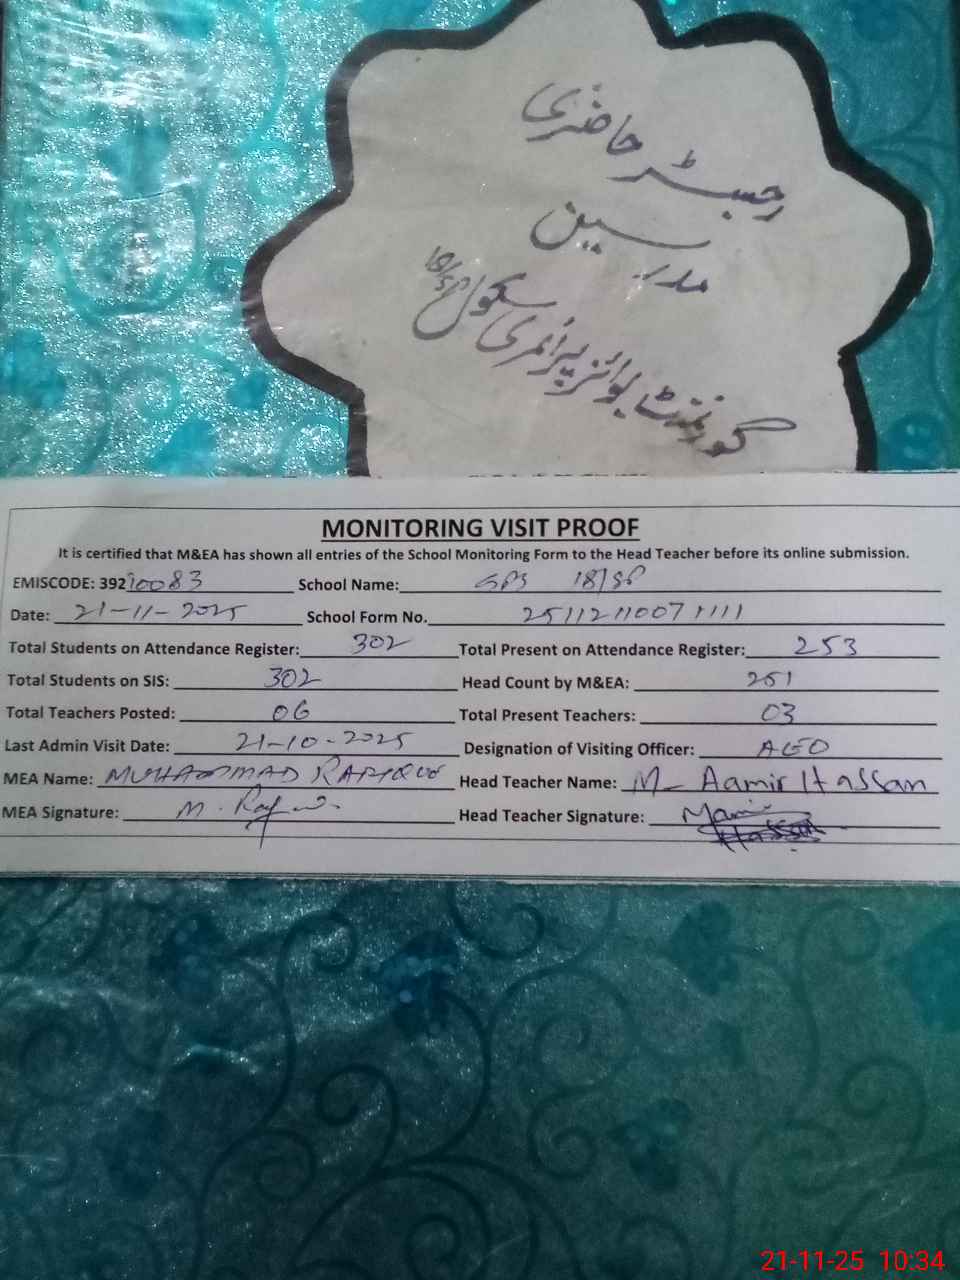 رجسٹر حاضری
مدرسین
گورنمنٹ بوائز پرائمری سکول 18/SP
MONITORING VISIT PROOF
It is certified that M&EA has shown all entries of the School Monitoring Form to the Head Teacher before its online submission.
EMISCODE: 39210083 School Name: GPS 18/SP
Date: 21-11-2025 School Form No. 25112110071111
Total Students on Attendance Register: 302 Total Present on Attendance Register: 253
Total Students on SIS: 302 Head Count by M&EA: 251
Total Teachers Posted: 06 Total Present Teachers: 03
Last Admin Visit Date: 21-10-2025 Designation of Visiting Officer: AEO
MEA Name: MUHAMMAD RAFIQUE Head Teacher Name: M- Aamir Hassan
MEA Signature: M. Head Teacher Signature:
21-11-25 10:34